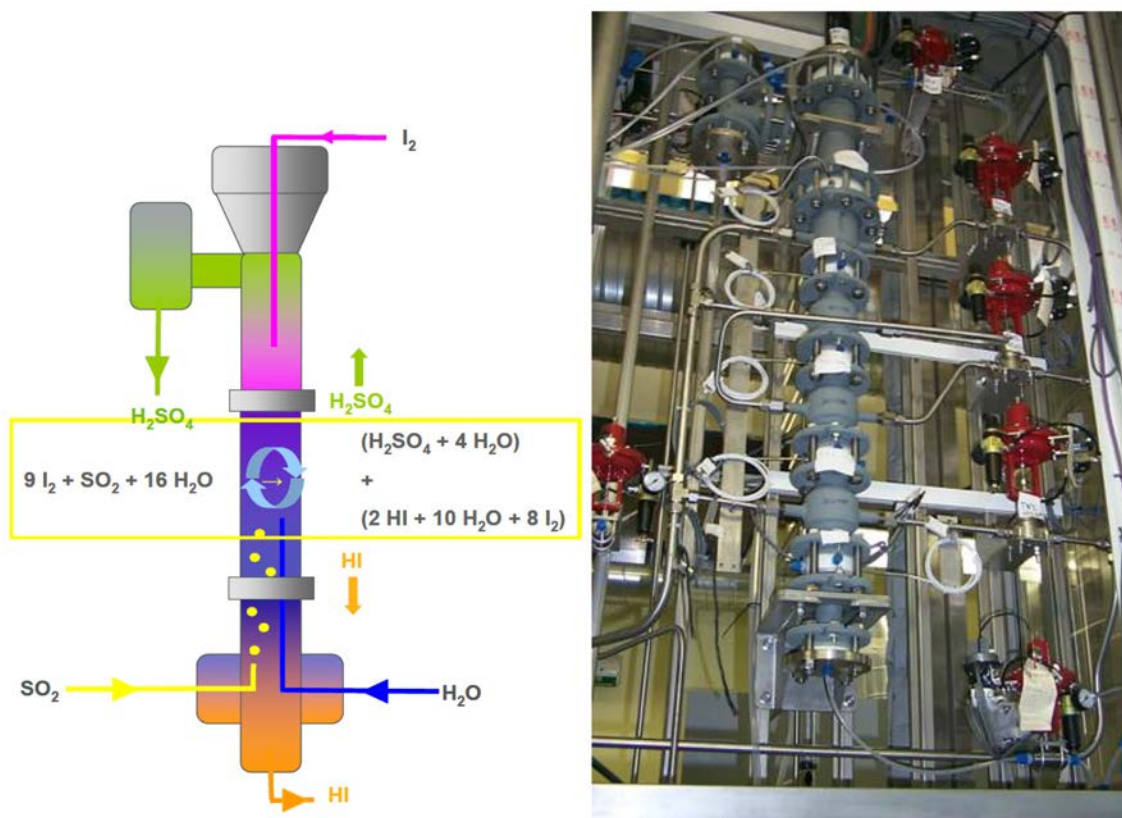 I₂
H₂SO₄
H₂SO₄
9 I₂ + SO₂ + 16 H₂O
→
(H₂SO₄ + 4 H₂O)
+
(2 HI + 10 H₂O + 8 I₂)
HI
SO₂
H₂O
HI